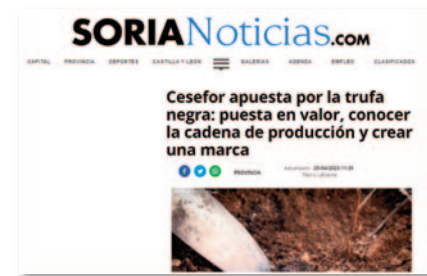 SORIANoticias.COM
CAPITAL PROVINCIA DEPORTES CASTILLA Y LEÓN GALERÍAS AGENDA EMPLEO CLASIFICADOS
Cesefor apuesta por la trufa
negra: puesta en valor, conocer
la cadena de producción y crear
una marca
PROVINCIA